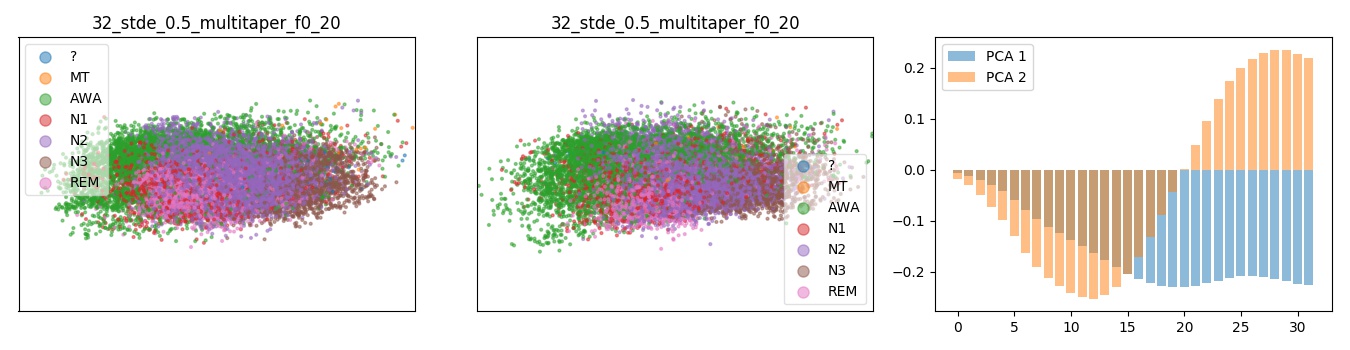 32_stde_0.5_multitaper_f0_20
?
MT
AWA
N1
N2
N3
REM
32_stde_0.5_multitaper_f0_20
?
MT
AWA
N1
N2
N3
REM
PCA 1
PCA 2
0.2
0.1
0.0
−0.1
−0.2
0
5
10
15
20
25
30